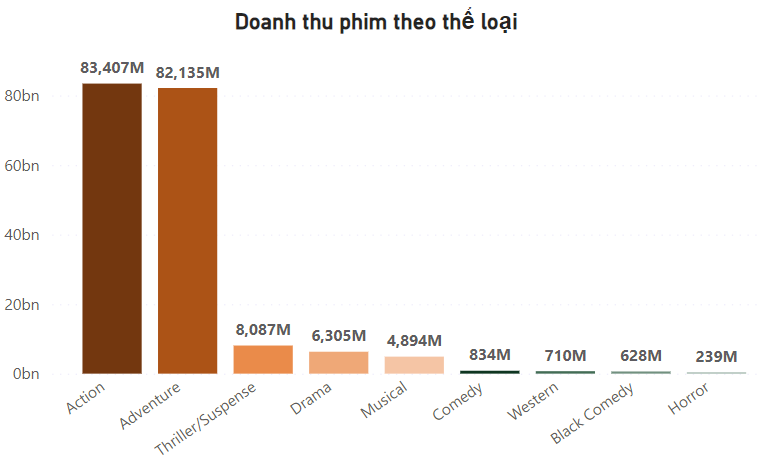 Doanh thu phim theo thể loại
83,407M
82,135M
80bn
60bn
40bn
20bn
8,087M
6,305M
4,894M
834M
710M
628M
239M
0bn
Action
Adventure
Thriller/Suspense
Drama
Musical
Comedy
Western
Black Comedy
Horror